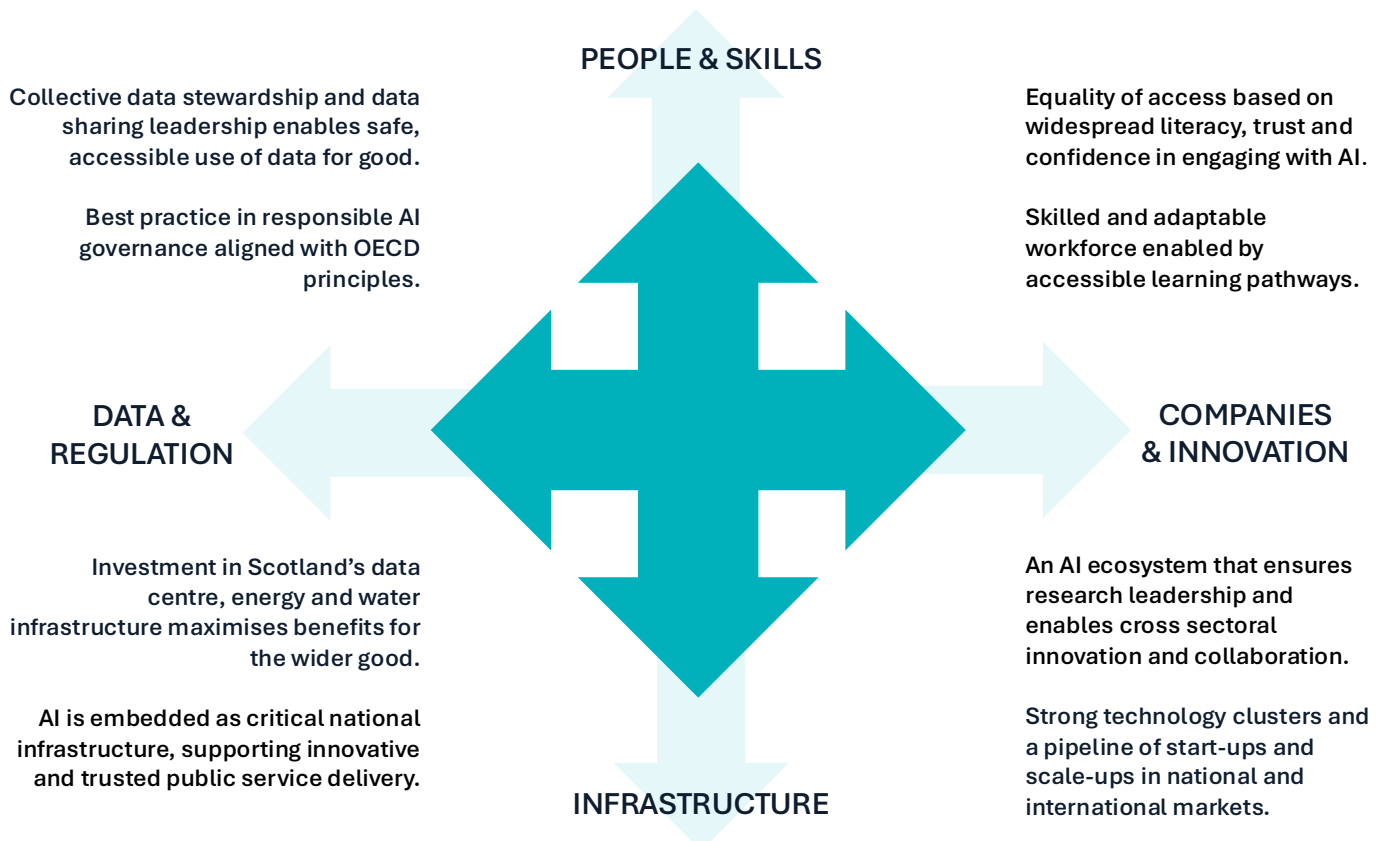 PEOPLE & SKILLS
Collective data stewardship and data
sharing leadership enables safe,
accessible use of data for good.
Best practice in responsible AI
governance aligned with OECD
principles.
Equality of access based on
widespread literacy, trust and
confidence in engaging with AI.
Skilled and adaptable
workforce enabled by
accessible learning pathways.
DATA &
REGULATION
COMPANIES
& INNOVATION
Investment in Scotland’s data
centre, energy and water
infrastructure maximises benefits for
the wider good.
AI is embedded as critical national
infrastructure, supporting innovative
and trusted public service delivery.
An AI ecosystem that ensures
research leadership and
enables cross sectoral
innovation and collaboration.
Strong technology clusters and
a pipeline of start-ups and
scale-ups in national and
international markets.
INFRASTRUCTURE